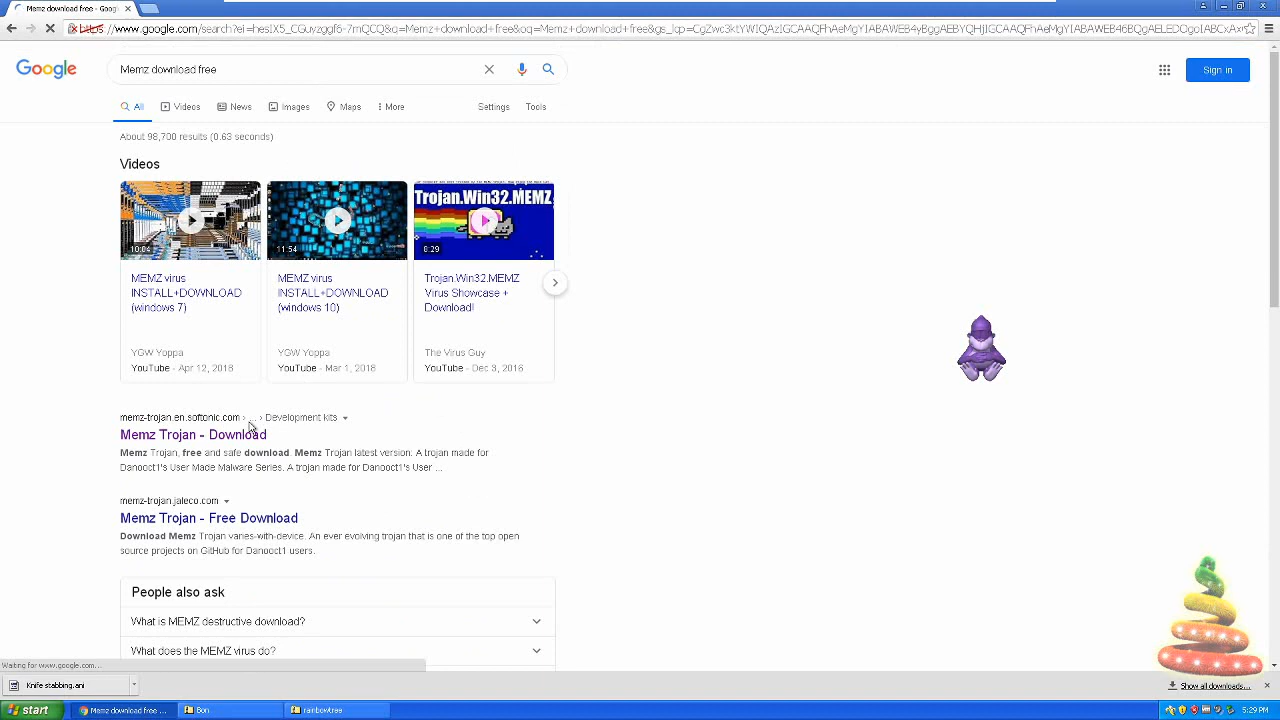 Memz download free - Goog
https://www.google.com/search?
Google
Memz download free
Sign in
All
Videos
News
Images
Maps
More
Settings
Tools
About 98,700 results (0.63 seconds)
Videos
10:04
11:54
Trojan.Win32.MEMZ
8:29
MEMZ virus
INSTALL+DOWNLOAD
(windows 7)
YGW Yoppa
YouTube - Apr 12, 2018
MEMZ virus
INSTALL+DOWNLOAD
(windows 10)
YGW Yoppa
YouTube - Mar 1, 2018
Trojan.Win32.MEMZ
Virus Showcase +
Download!
The Virus Guy
YouTube - Dec 3, 2016
memz-trojan.en.softonic.com › ... › Development kits
Memz Trojan - Download
Memz Trojan, free and safe download. Memz Trojan latest version: A trojan made for
Danooct1's User Made Malware Series. A trojan made for Danooct1's User ...
memz-trojan.jaleco.com
Memz Trojan - Free Download
Download Memz Trojan varies-with-device. An ever evolving trojan that is one of the top open
source projects on GitHub for Danooct1 users.
People also ask
What is MEMZ destructive download?
What does the MEMZ virus do?
Waiting for www.google.com...
Knife stabbing.ani
Show all downloads...
start
Memz download free ...
Bon
rainbowtree
5:29 PM